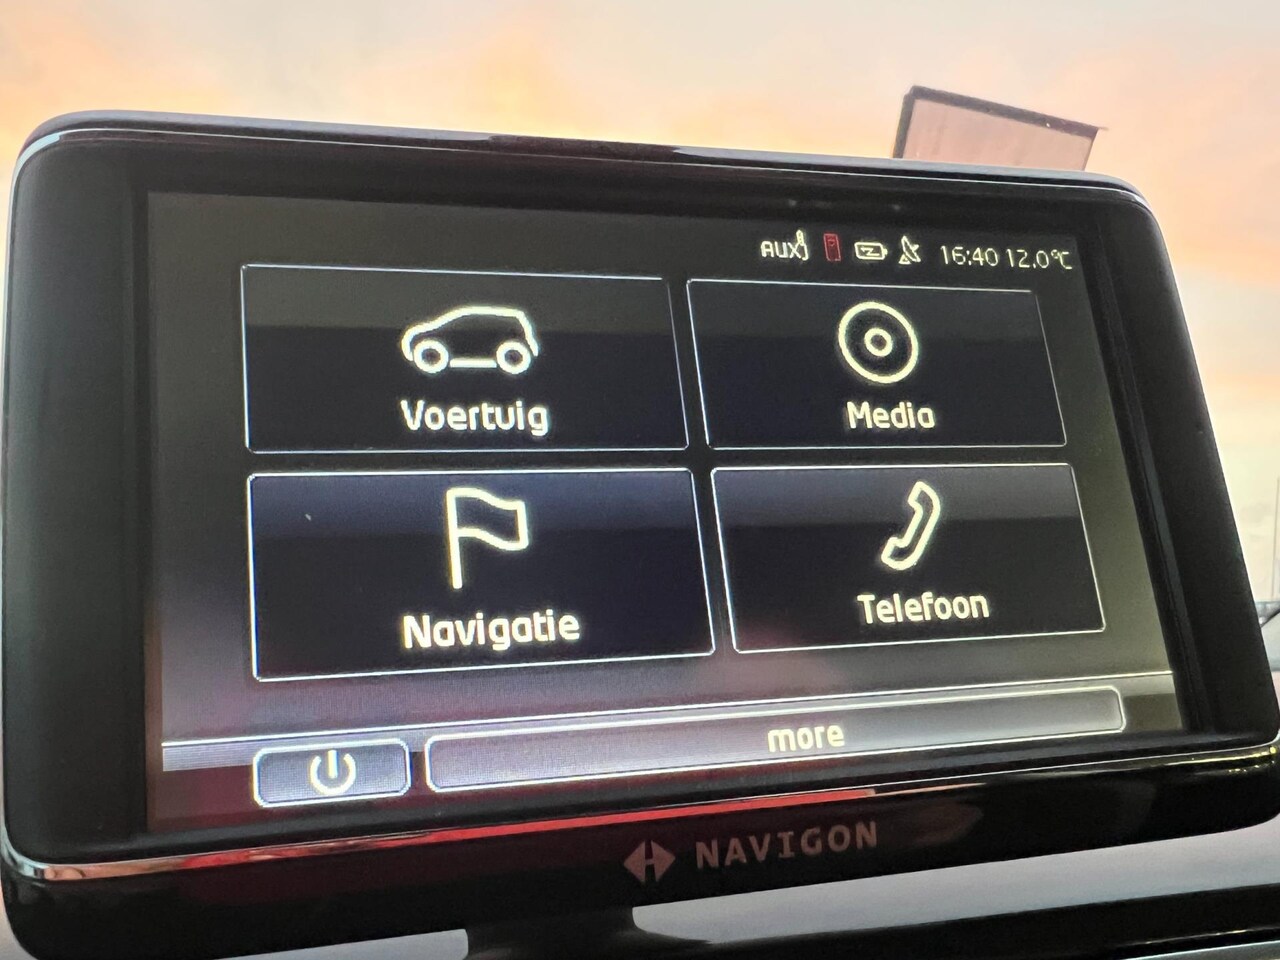 AUX 16:40 12.0°C
Voertuig
Media
Navigatie
Telefoon
more
NAVIGON